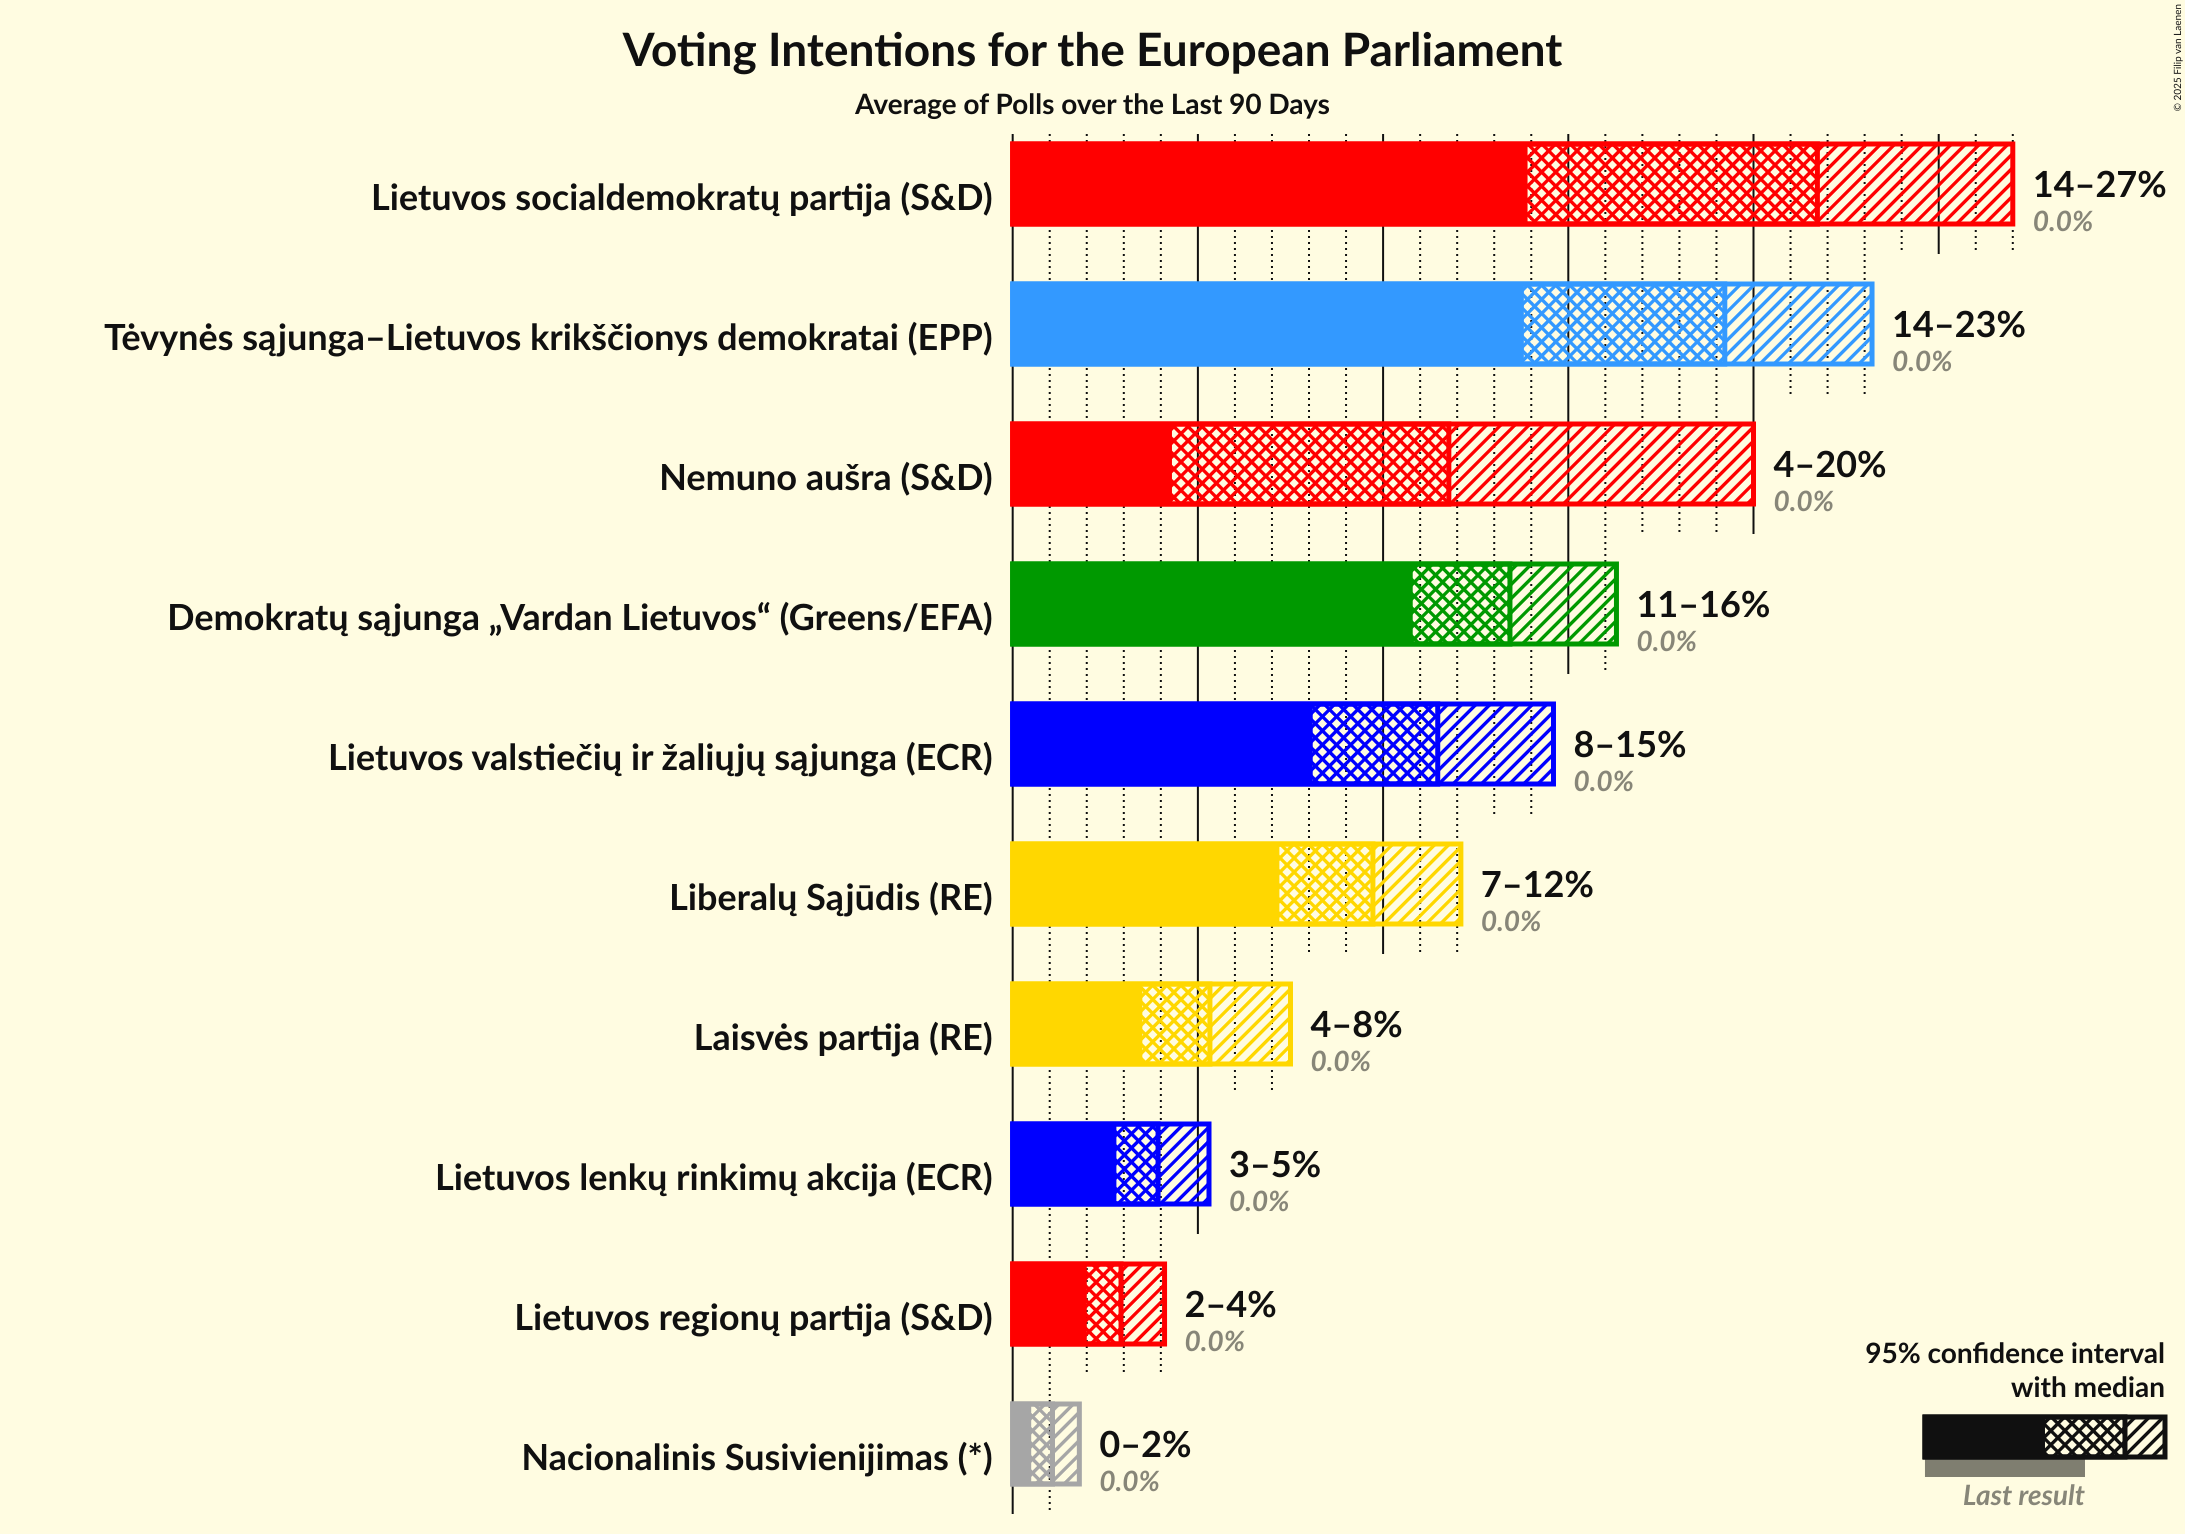 © 2025 Filip van Laenen
Voting Intentions for the European Parliament
Average of Polls over the Last 90 Days
Lietuvos socialdemokratų partija (S&D)
14–27%
0.0%
Tėvynės sąjunga–Lietuvos krikščionys demokratai (EPP)
14–23%
0.0%
Nemuno aušra (S&D)
4–20%
0.0%
Demokratų sąjunga „Vardan Lietuvos“ (Greens/EFA)
11–16%
0.0%
Lietuvos valstiečių ir žaliųjų sąjunga (ECR)
8–15%
0.0%
Liberalų Sąjūdis (RE)
7–12%
0.0%
Laisvės partija (RE)
4–8%
0.0%
Lietuvos lenkų rinkimų akcija (ECR)
3–5%
0.0%
Lietuvos regionų partija (S&D)
2–4%
0.0%
Nacionalinis Susivienijimas (*)
0–2%
0.0%
95% confidence interval
with median
Last result